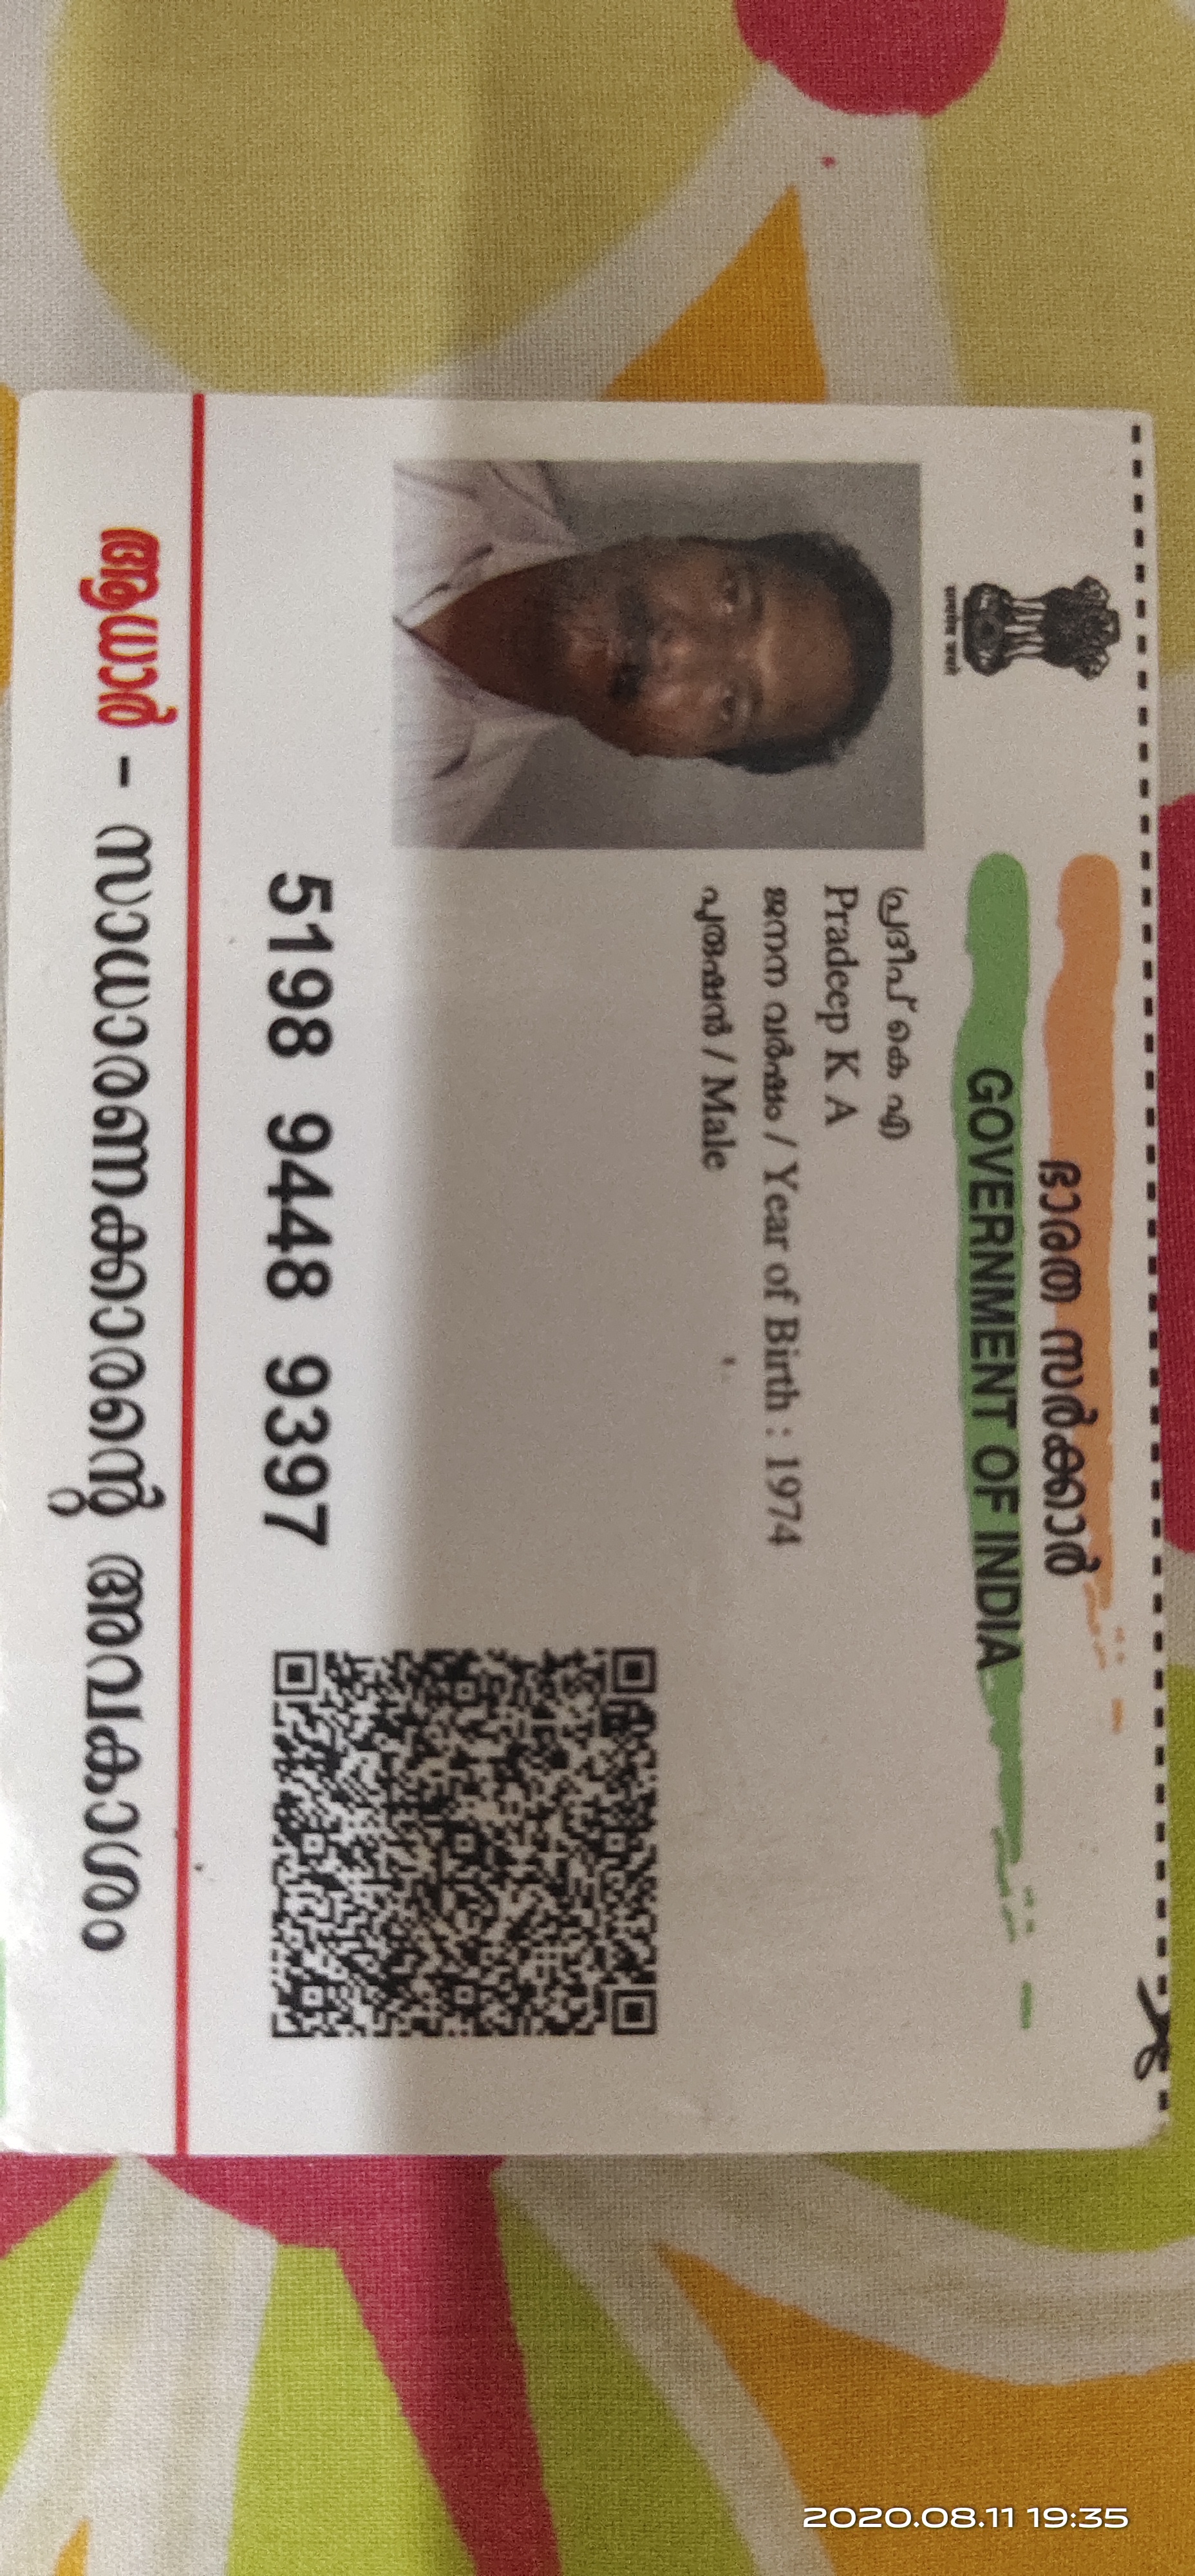 ഭാരത സർക്കാർ
GOVERNMENT OF INDIA
सत्यमेव जयते
പ്രദീപ് കെ എ
Pradeep K A
ജനന വർഷം / Year of Birth : 1974
പുരുഷൻ / Male
5198 9448 9397
ആധാർ - സാധാരണക്കാരന്റെ അവകാശം
2020.08.11 19:35